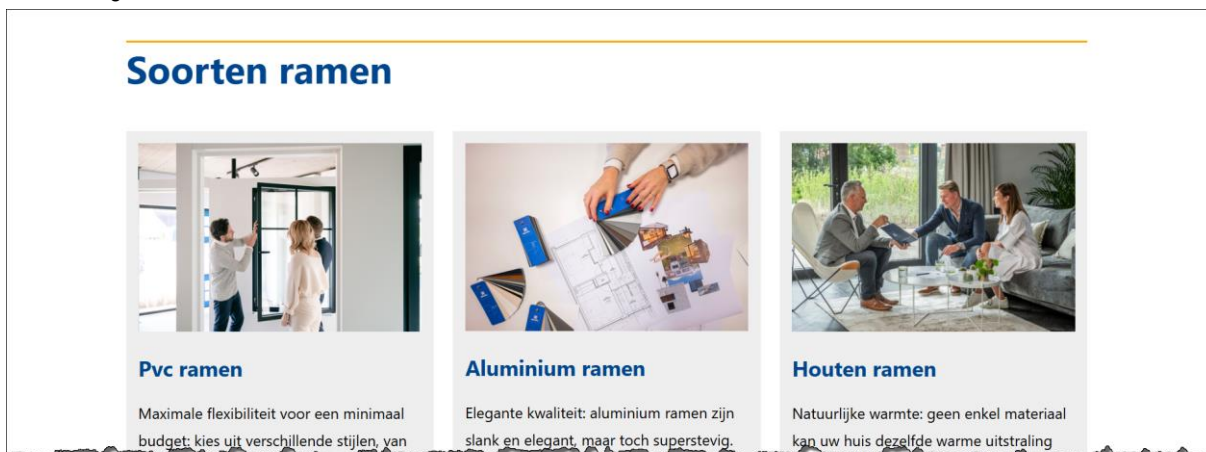 Soorten ramen
Pvc ramen
Maximale flexibiliteit voor een minimaal
budget: kies uit verschillende stijlen, van
Aluminium ramen
Elegante kwaliteit: aluminium ramen zijn
slank en elegant, maar toch superstevig.
Houten ramen
Natuurlijke warmte: geen enkel materiaal
kan uw huis dezelfde warme uitstraling